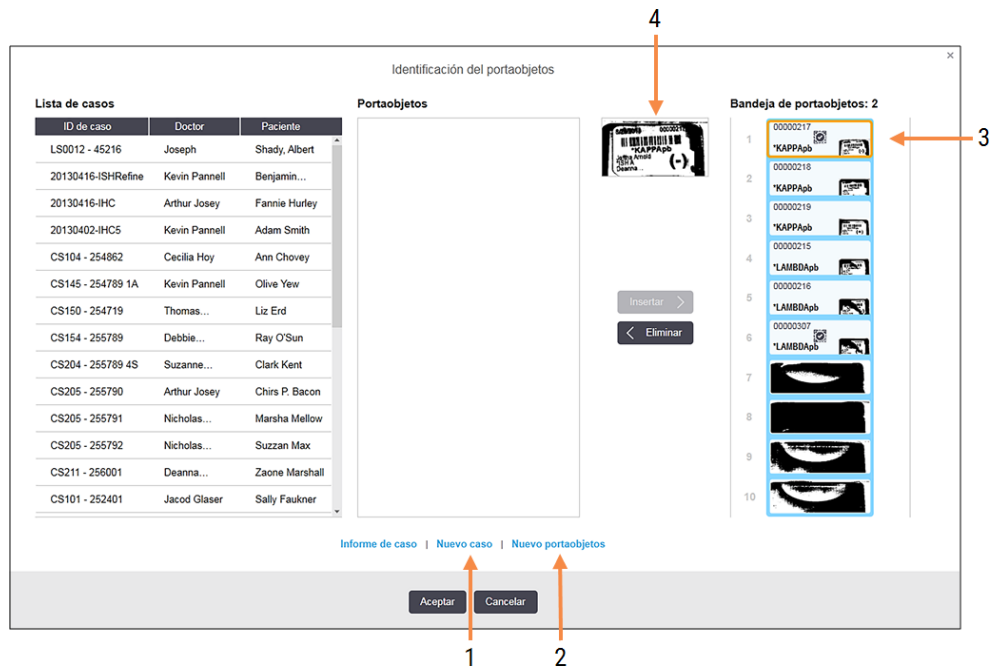 4
×
Identificación del portaobjetos
Lista de casos
Portaobjetos
Bandeja de portaobjetos: 2
ID de caso Doctor Paciente
LS0012 - 45216 Joseph Shady, Albert
20130416-ISHRefine Kevin Pannell Benjamin...
20130416-IHC Arthur Josey Fannie Hurley
20130402-IHC5 Kevin Pannell Adam Smith
CS104 - 254862 Cecilia Hoy Ann Chovey
CS145 - 254789 1A Kevin Pannell Olive Yew
CS150 - 254719 Thomas... Liz Erd
CS154 - 255789 Debbie... Ray O'Sun
CS204 - 255789 4S Suzanne... Clark Kent
CS205 - 255790 Arthur Josey Chirs P. Bacon
CS205 - 255791 Nicholas... Marsha Mellow
CS205 - 255792 Nicholas... Suzzan Max
CS211 - 256001 Deanna... Zaone Marshall
CS101 - 252401 Jacod Glaser Sally Faukner
*KAPPApb
Arnold
*ISH A
Deanna...
(-)
Insertar >
< Eliminar
1 00000217
*KAPPApb
2 00000218
*KAPPApb
3 00000219
*KAPPApb
4 00000215
*LAMBDApb
5 00000216
*LAMBDApb
6 00000307
*LAMBDApb
7
8
9
10
3
Informe de caso | Nuevo caso | Nuevo portaobjetos
Aceptar Cancelar
1
2